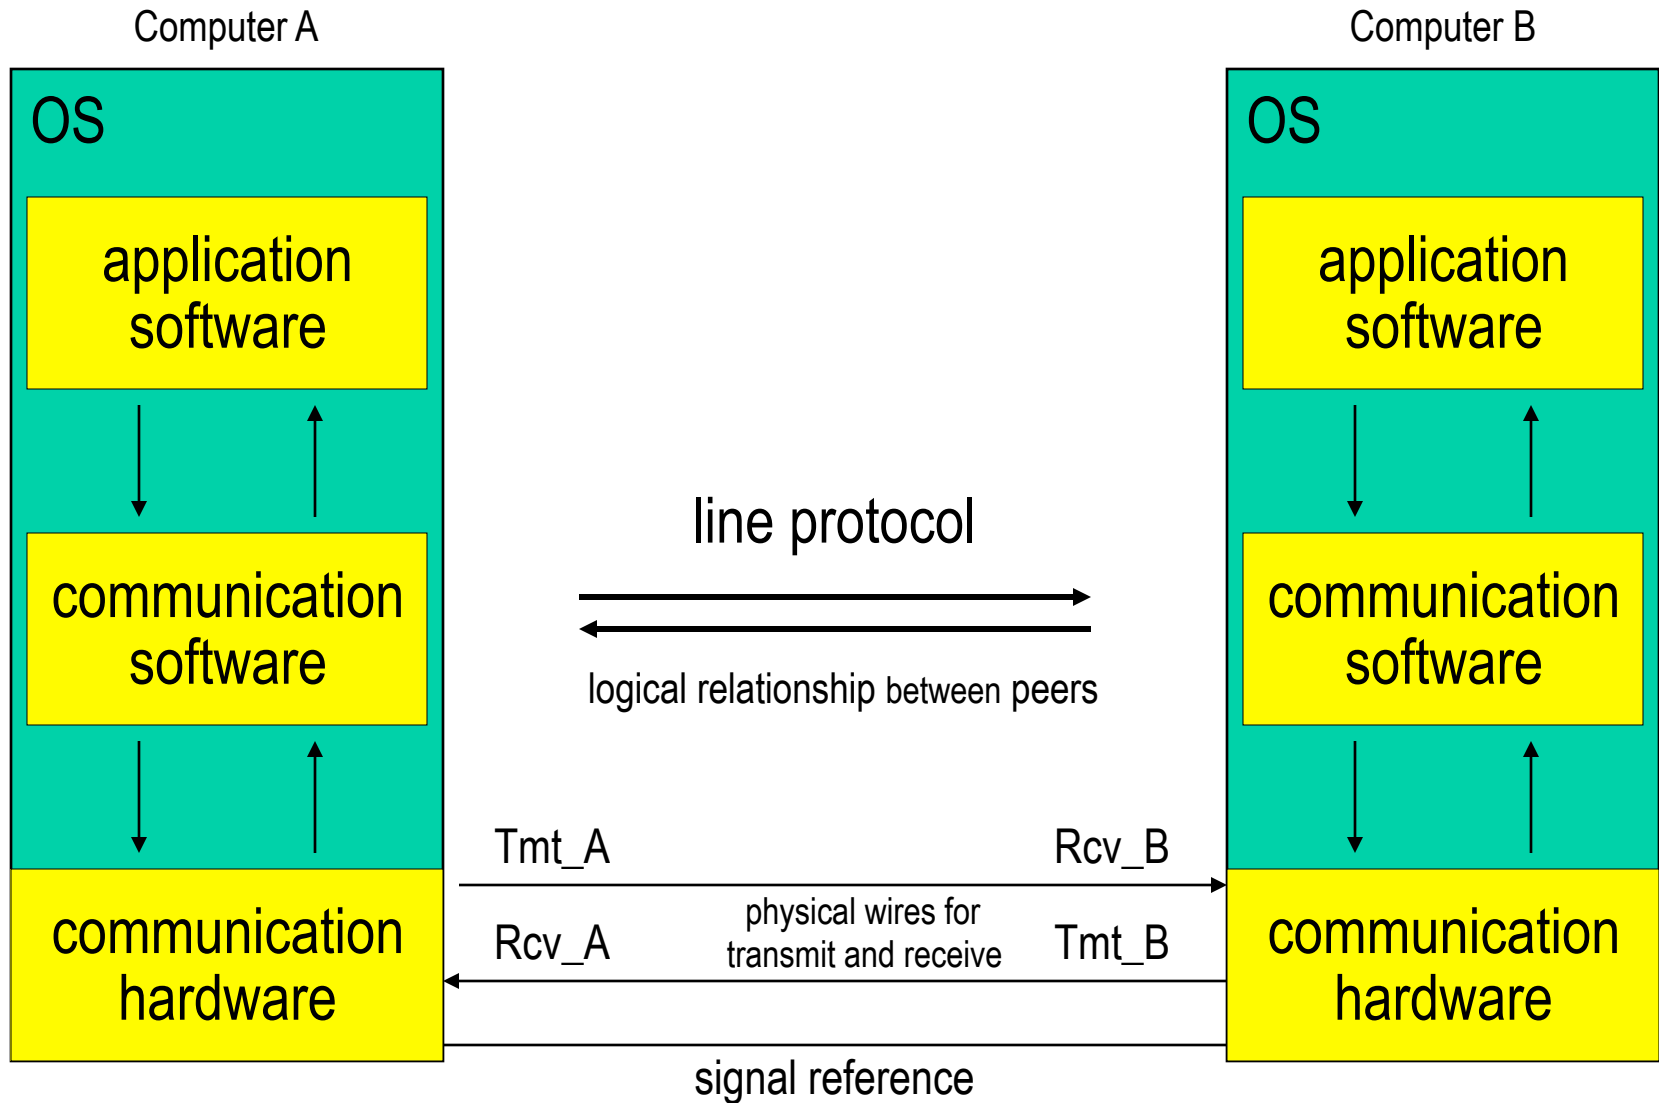 Computer A
Computer B
OS
OS
application
software
application
software
line protocol
communication
software
communication
software
logical relationship between peers
Tmt_A
Rcv_B
physical wires for
transmit and receive
Rcv_A
Tmt_B
communication
hardware
communication
hardware
signal reference